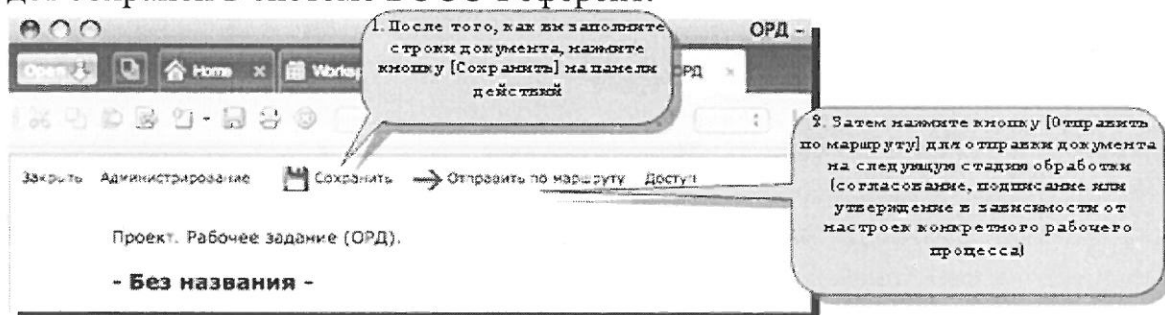 ОРД -
Open
Home
Worksp
ОРД
1. После того, как вы заполните
строки документа, нажмите
кнопку [Сохранить] на панели
действий
2. Затем нажмите кнопку [Отправить
по маршруту] для отправки документа
на следующую стадию обработки
(согласование, подписание или
утверждение в зависимости от
настроек конкретного рабочего
процесса)
Закрыть Администрирование Сохранить Отправить по маршруту Доступ
Проект. Рабочее задание (ОРД).
- Без названия -